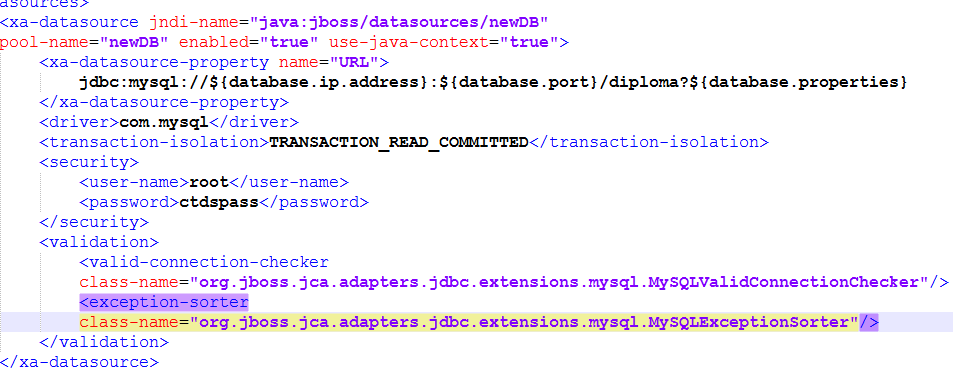 asources>
<xa-datasource jndi-name="java:jboss/datasources/newDB"
pool-name="newDB" enabled="true" use-java-context="true">
<xa-datasource-property name="URL">
jdbc:mysql://${database.ip.address}:${database.port}/diploma?${database.properties}
</xa-datasource-property>
<driver>com.mysql</driver>
<transaction-isolation>TRANSACTION_READ_COMMITTED</transaction-isolation>
<security>
<user-name>root</user-name>
<password>ctdspass</password>
</security>
<validation>
<valid-connection-checker
class-name="org.jboss.jca.adapters.jdbc.extensions.mysql.MySQLValidConnectionChecker"/>
<exception-sorter
class-name="org.jboss.jca.adapters.jdbc.extensions.mysql.MySQLExceptionSorter"/>
</validation>
</xa-datasource>